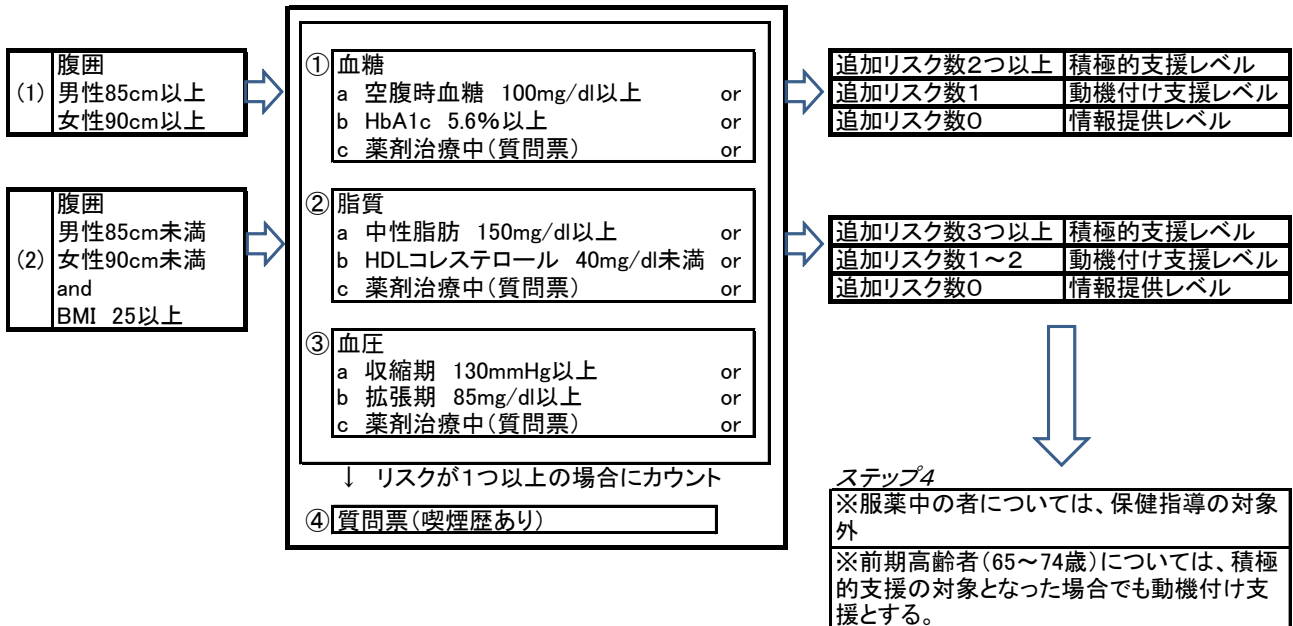 (1)
腹囲
男性85cm以上
女性90cm以上
(2)
腹囲
男性85cm未満
女性90cm未満
and
BMI 25以上
① 血糖
a 空腹時血糖 100mg/dl以上 or
b HbA1c 5.6%以上 or
c 薬剤治療中(質問票) or
② 脂質
a 中性脂肪 150mg/dl以上 or
b HDLコレステロール 40mg/dl未満 or
c 薬剤治療中(質問票) or
③ 血圧
a 収縮期 130mmHg以上 or
b 拡張期 85mg/dl以上 or
c 薬剤治療中(質問票) or
↓ リスクが1つ以上の場合にカウント
④ 質問票(喫煙歴あり)
追加リスク数2つ以上 積極的支援レベル
追加リスク数1 動機付け支援レベル
追加リスク数0 情報提供レベル
追加リスク数3つ以上 積極的支援レベル
追加リスク数1~2 動機付け支援レベル
追加リスク数0 情報提供レベル
ステップ4
※服薬中の者については、保健指導の対象
外
※前期高齢者(65~74歳)については、積極
的支援の対象となった場合でも動機付け支
援とする。